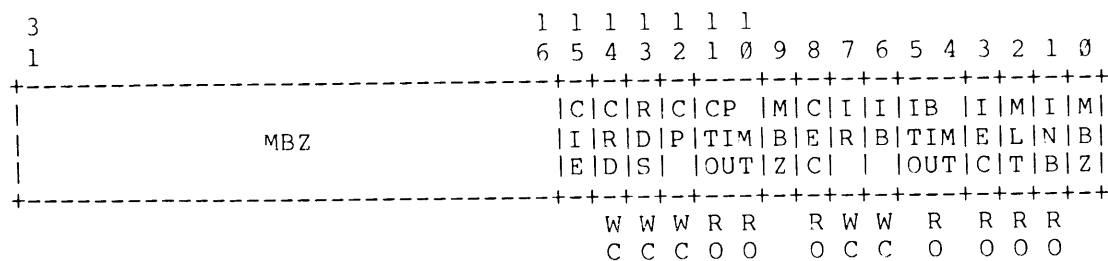 3                             1 1 1 1 1 1 1
1                             6 5 4 3 2 1 0 9 8 7 6 5 4 3 2 1 0
+-----------------------------+-+-+-+-+---+-+-+-+-+---+-+-+-+-+
|                             |C|C|R|C|CP |M|C|I|I|IB |I|M|I|M|
|             MBZ             |I|R|D|P|TIM|B|E|R|B|TIM|E|L|N|B|
|                             |E|D|S| |OUT|Z|C| | |OUT|C|T|B|Z|
+-----------------------------+-+-+-+-+---+-+-+-+-+---+-+-+-+-+
W W W R R R W W R R R R
C C C O O O C C O O O O